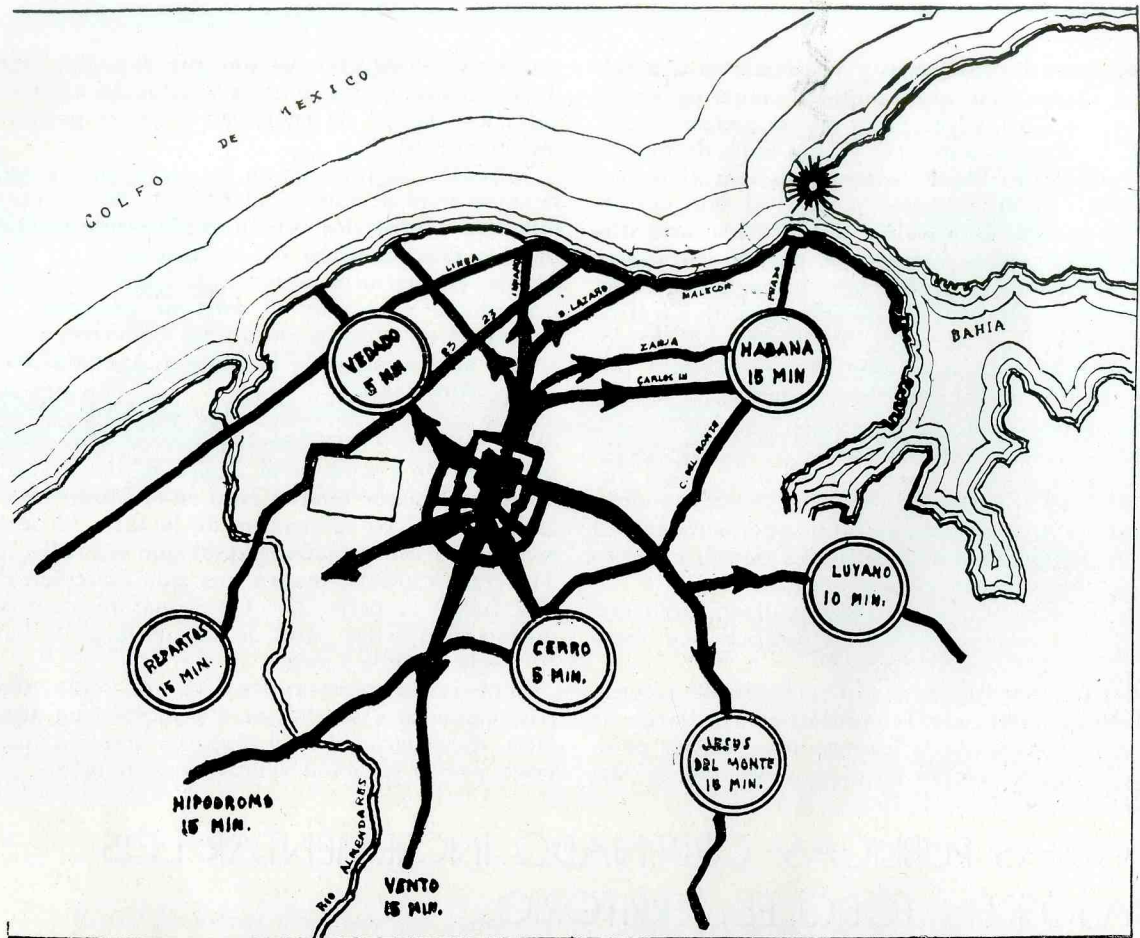 GOLFO DE MEXICO
LINEA
23
23
S. LAZARO
MALECON
PRADO
BAHIA
VEDADO
5 MIN
ZANJA
CARLOS III
HABANA
15 MIN
C. DEL MONTE
LUYANO
10 MIN.
REPARTOS
15 MIN.
CERRO
5 MIN.
JESUS
DEL MONTE
15 MIN.
HIPODROMO
15 MIN.
VENTO
15 MIN.
RIO ALMENDARES